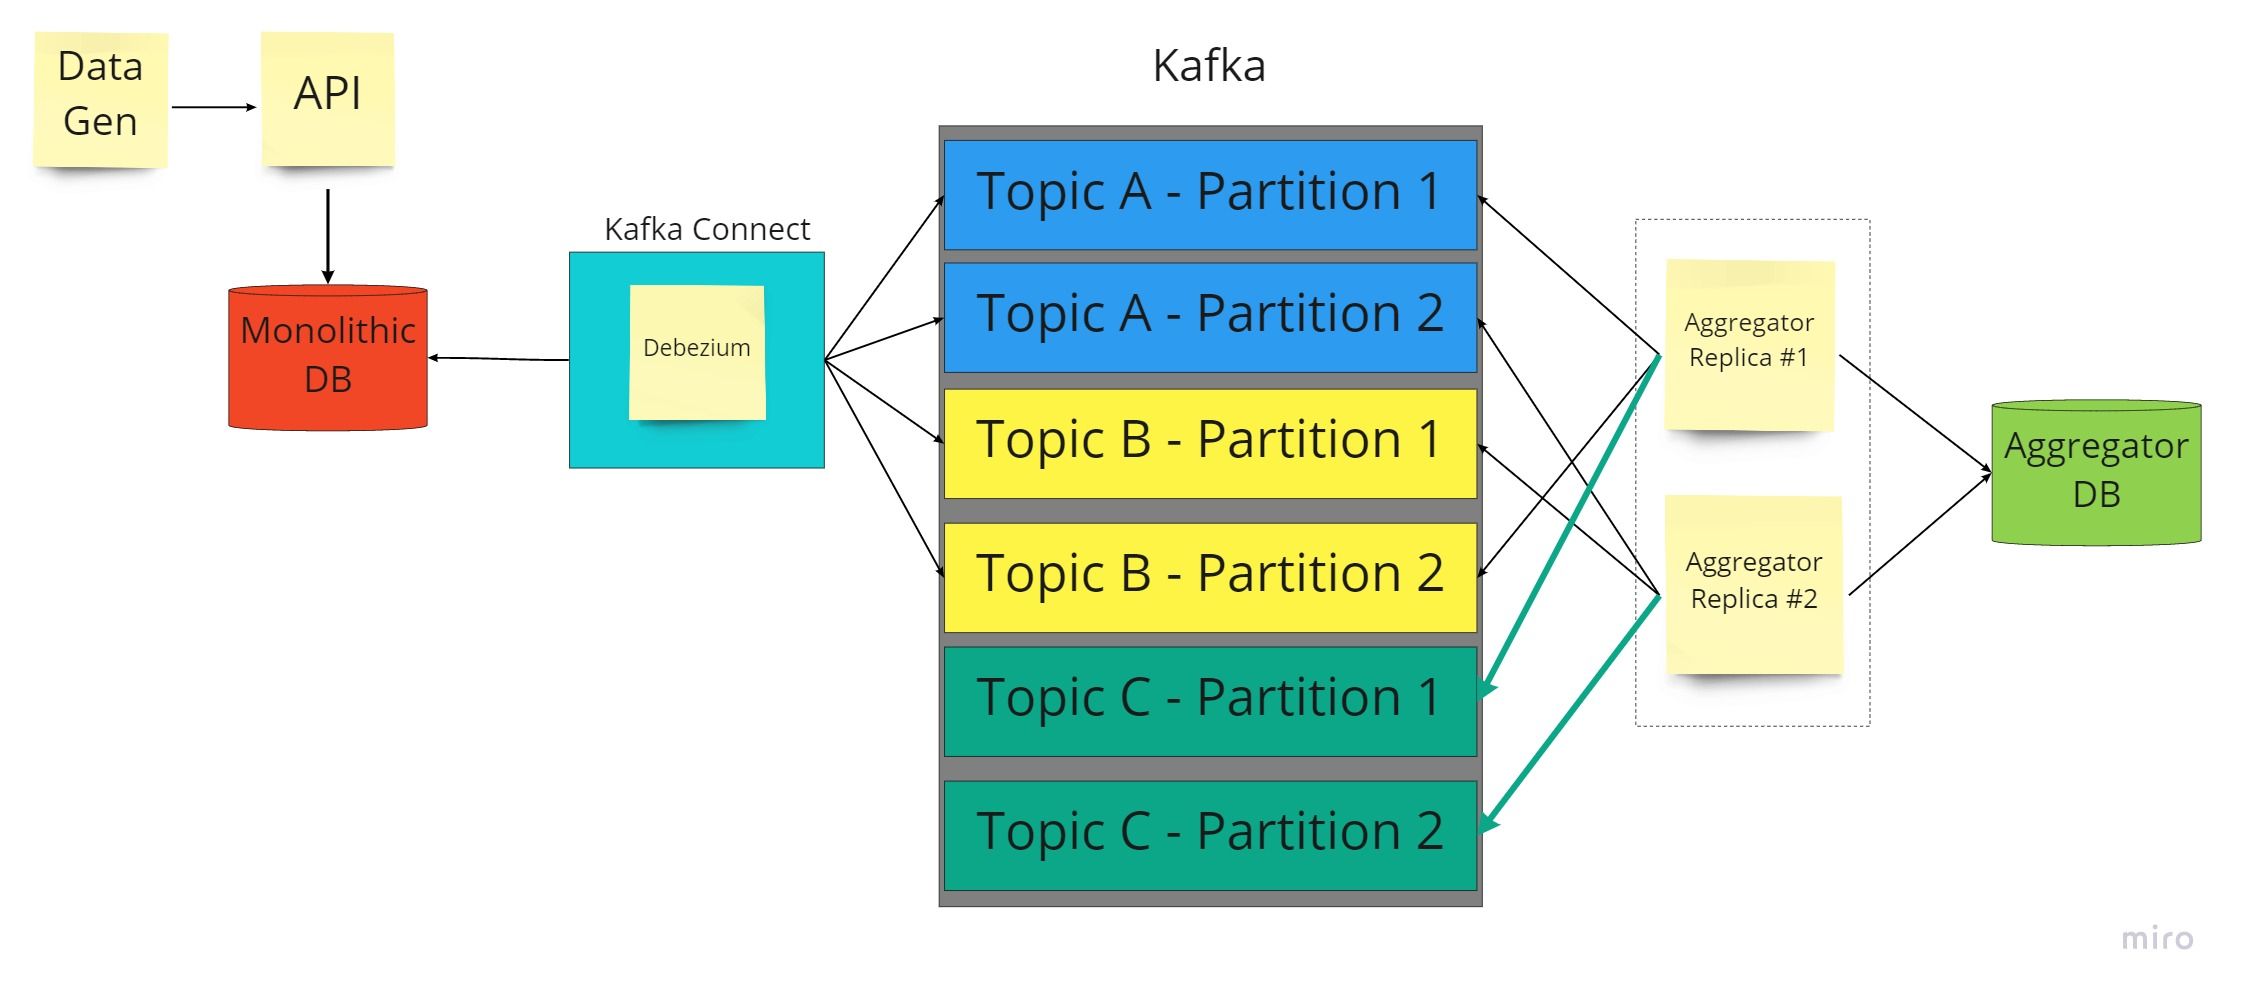 Data
Gen
API
Kafka
Topic A - Partition 1
Topic A - Partition 2
Topic B - Partition 1
Topic B - Partition 2
Topic C - Partition 1
Topic C - Partition 2
Kafka Connect
Debezium
Monolithic
DB
Aggregator
Replica #1
Aggregator
Replica #2
Aggregator
DB
miro